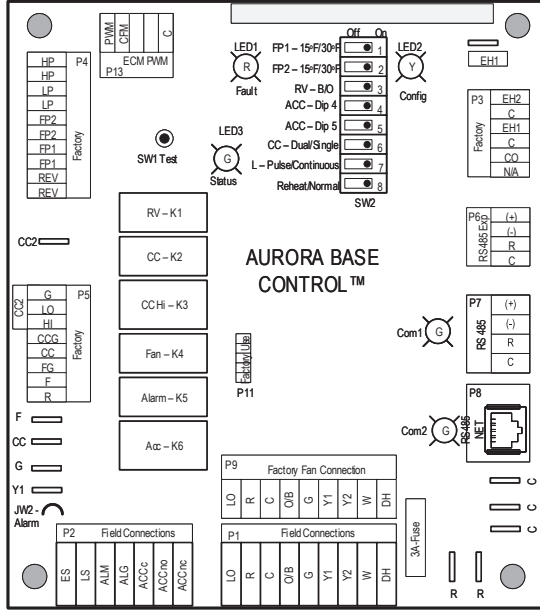 PWM
CFM
C
ECM PWM
P13
LED1
R
Fault
Off On
FP1 – 15ºF/30ºF 1
FP2 – 15ºF/30ºF 2
RV – B/O 3
ACC – Dip 4 4
ACC – Dip 5 5
CC – Dual/Single 6
L – Pulse/Continuous 7
Reheat/Normal 8
SW2
LED2
Y
Config
EH1
HP P4
HP
LP
LP
FP2
FP2
FP1
FP1
REV
REV
Factory
SW1 Test
LED3
G
Status
P3 EH2
C
EH1
C
CO
N/A
Factory
P6 (+)
(-)
R
C
RS485 Exp
RV – K1
CC – K2
CC Hi – K3
Fan – K4
Alarm – K5
Acc – K6
CC2
AURORA BASE
CONTROL™
CC2
G P5
LO
HI
CCG
CC
FG
F
R
Factory
Factory Use
P11
P7 (+)
(-)
R
C
RS 485
Com1 G
P8
RS485
NET
Com2 G
F
CC
G
Y1
JW2 -
Alarm
P9 Factory Fan Connection
LO R C O/B G Y1 Y2 W DH
P2 Field Connections
ES LS ALM ALG ACCc ACCno ACCnc
P1 Field Connections
LO R C O/B G Y1 Y2 W DH
3A-Fuse
C
C
C
R R